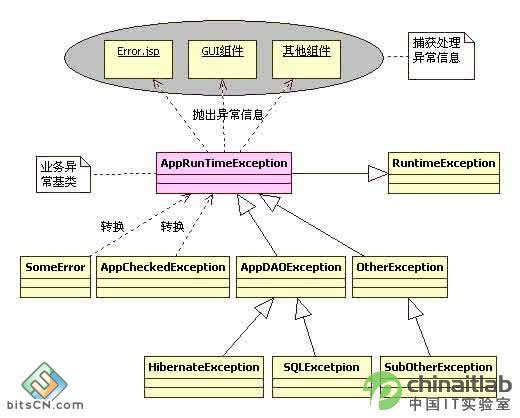 捕获处理
异常信息
Error.jsp
GUI组件
其他组件
抛出异常信息
业务异
常基类
AppRunTimeException
RuntimeException
转换
转换
SomeError
AppCheckedException
AppDAOException
OtherException
HibernateException
SQLExcetpion
SubOtherException
bitsCN.com
chinaitlab
中国IT实验室